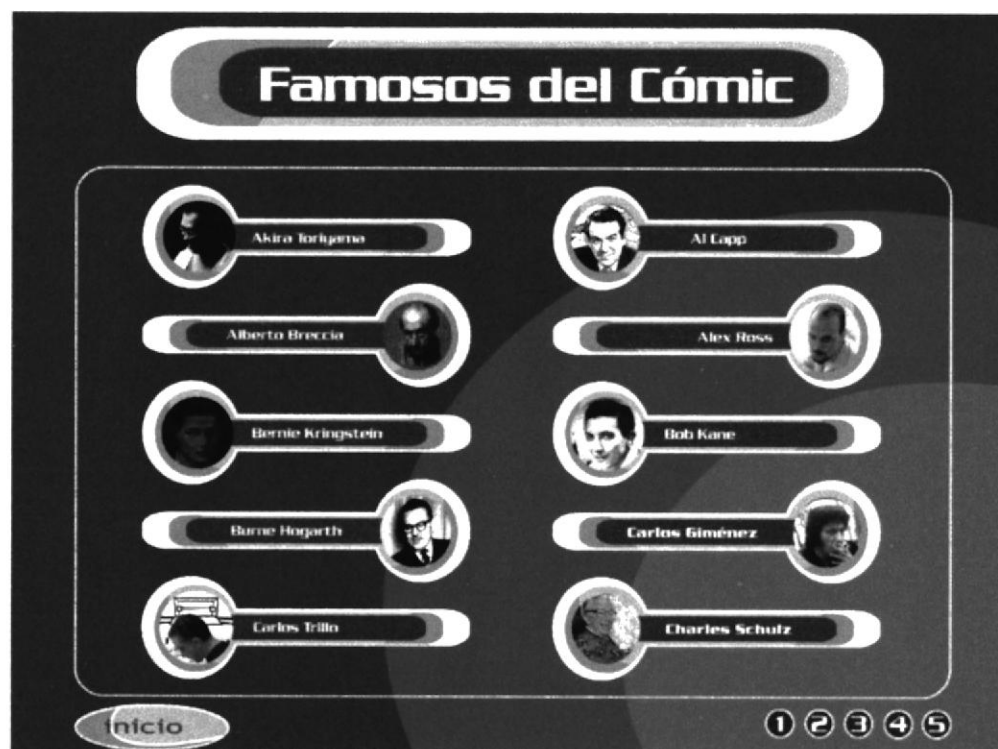 Famosos del Cómic
Akira Toriyama
Al Capp
Alberto Breccia
Alex Ross
Bernie Kringstein
Bob Kane
Burne Hogarth
Carlos Giménez
Carlos Trillo
Charles Schulz
inicio
1 2 3 4 5